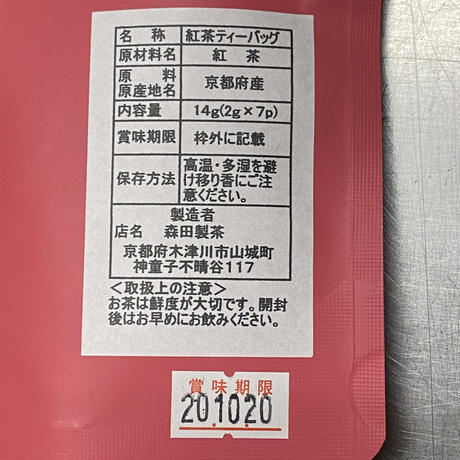 名 称 紅茶ティーバッグ
原材料名 紅 茶
原 料
原産地名 京都府産
内容量 14g(2g×7p)
賞味期限 枠外に記載
保存方法 高温・多湿を避
け移り香にご注
意ください。
製造者
店名 森田製茶
京都府木津川市山城町
神童子不晴谷117
＜取扱上の注意＞
お茶は鮮度が大切です。開封
後はお早めにお飲みください。
賞味期限
20.10.20